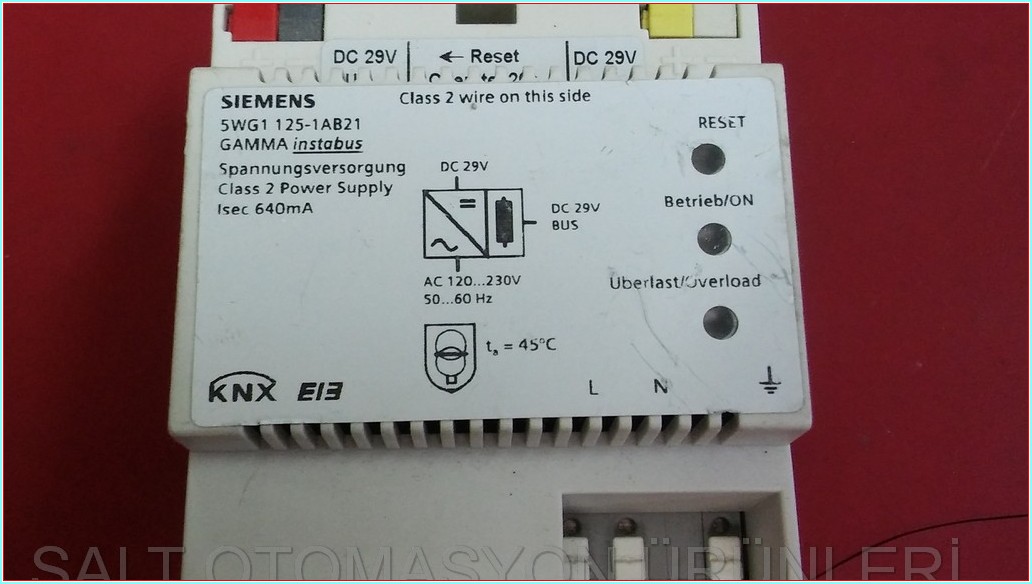 DC 29V
← Reset
DC 29V
SIEMENS
Class 2 wire on this side
5WG1 125-1AB21
GAMMA instabus
Spannungsversorgung
Class 2 Power Supply
Isec 640mA
DC 29V
DC 29V
BUS
AC 120...230V
50...60 Hz
RESET
Betrieb/ON
Überlast/Overload
ta = 45°C
KNX EIB
L N
SALT OTOMASYON ÜRÜNLERİ